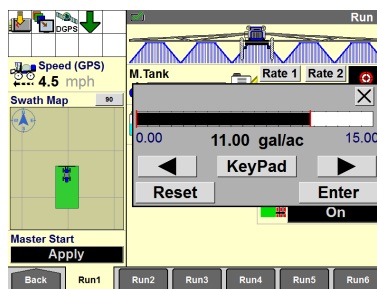 DGPS
Run
Speed (GPS)
4.5 mph
M.Tank
Rate 1 Rate 2
Swath Map 90
0.00 11.00 gal/ac 15.00
KeyPad
Reset Enter
On
Master Start
Apply
Back Run1 Run2 Run3 Run4 Run5 Run6